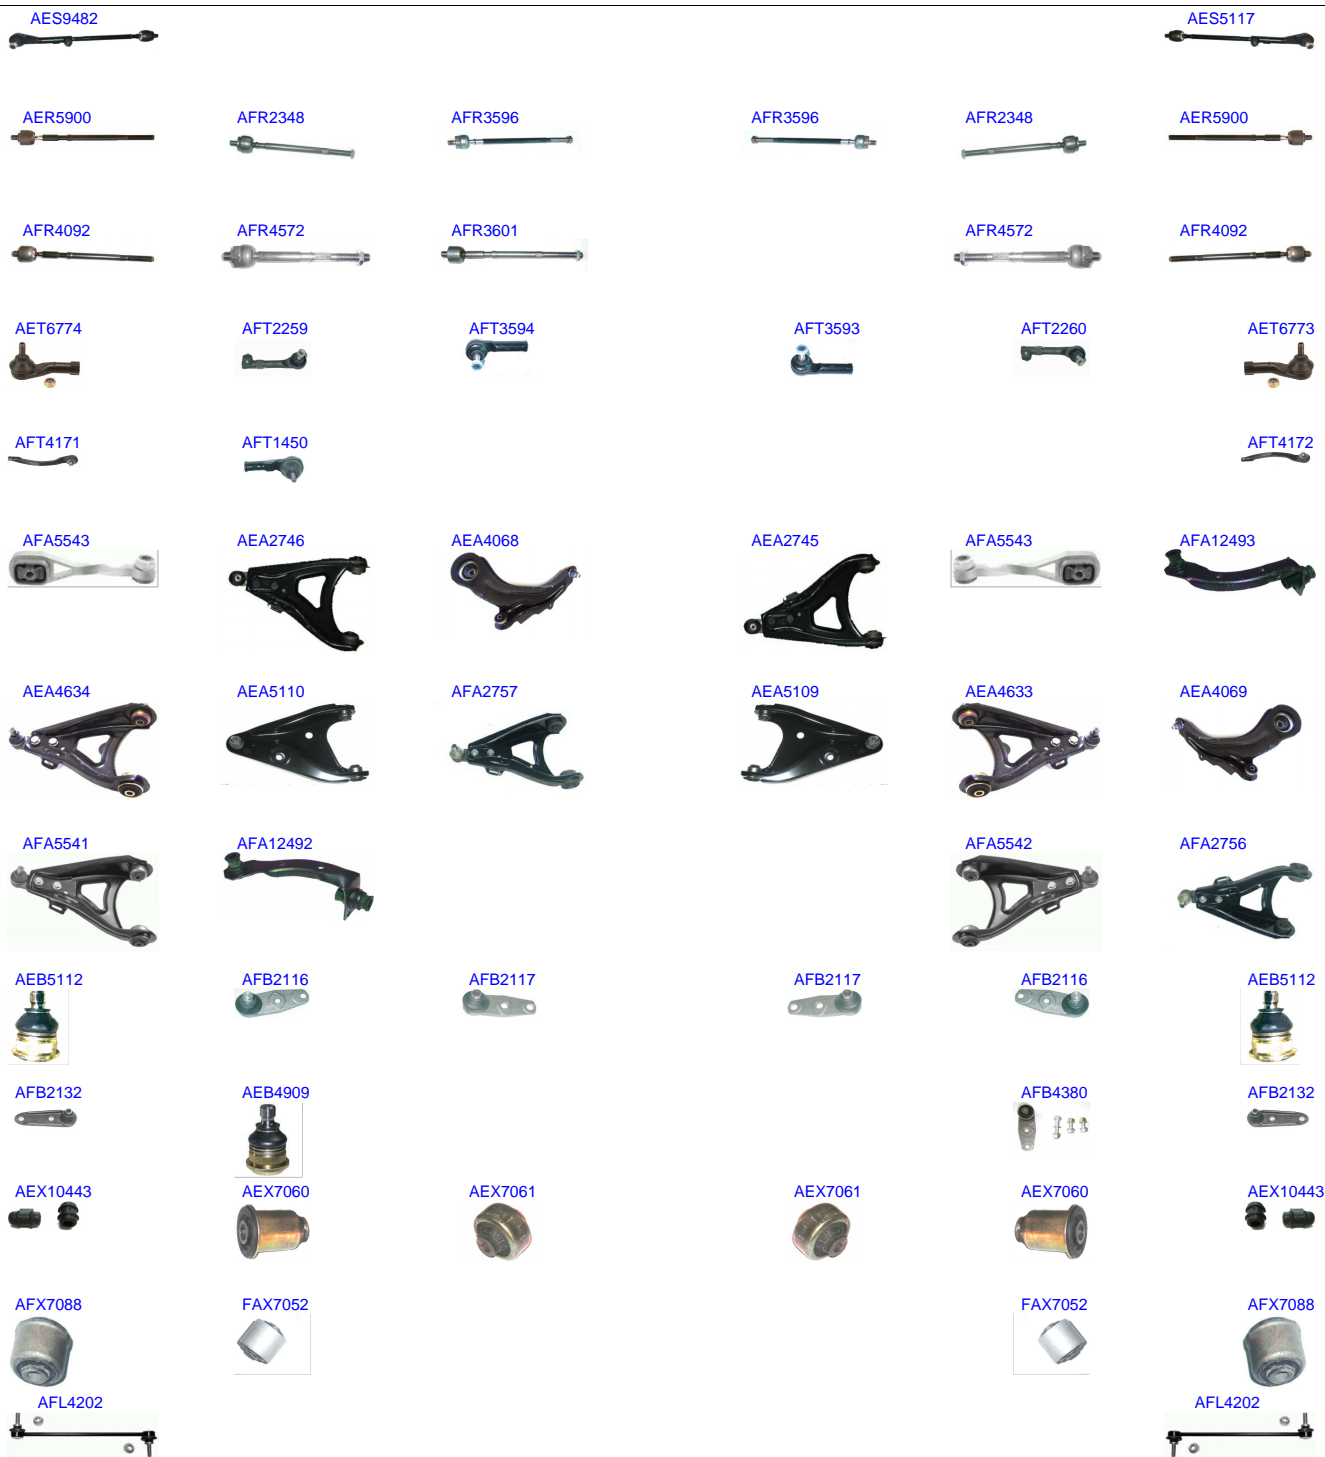 AES9482 AES5117
AER5900 AFR2348 AFR3596 AFR3596 AFR2348 AER5900
AFR4092 AFR4572 AFR3601 AFR4572 AFR4092
AET6774 AFT2259 AFT3594 AFT3593 AFT2260 AET6773
AFT4171 AFT1450 AFT4172
AFA5543 AEA2746 AEA4068 AEA2745 AFA5543 AFA12493
AEA4634 AEA5110 AFA2757 AEA5109 AEA4633 AEA4069
AFA5541 AFA12492 AFA5542 AFA2756
AEB5112 AFB2116 AFB2117 AFB2117 AFB2116 AEB5112
AFB2132 AEB4909 AFB4380 AFB2132
AEX10443 AEX7060 AEX7061 AEX7061 AEX7060 AEX10443
AFX7088 FAX7052 FAX7052 AFX7088
AFL4202 AFL4202